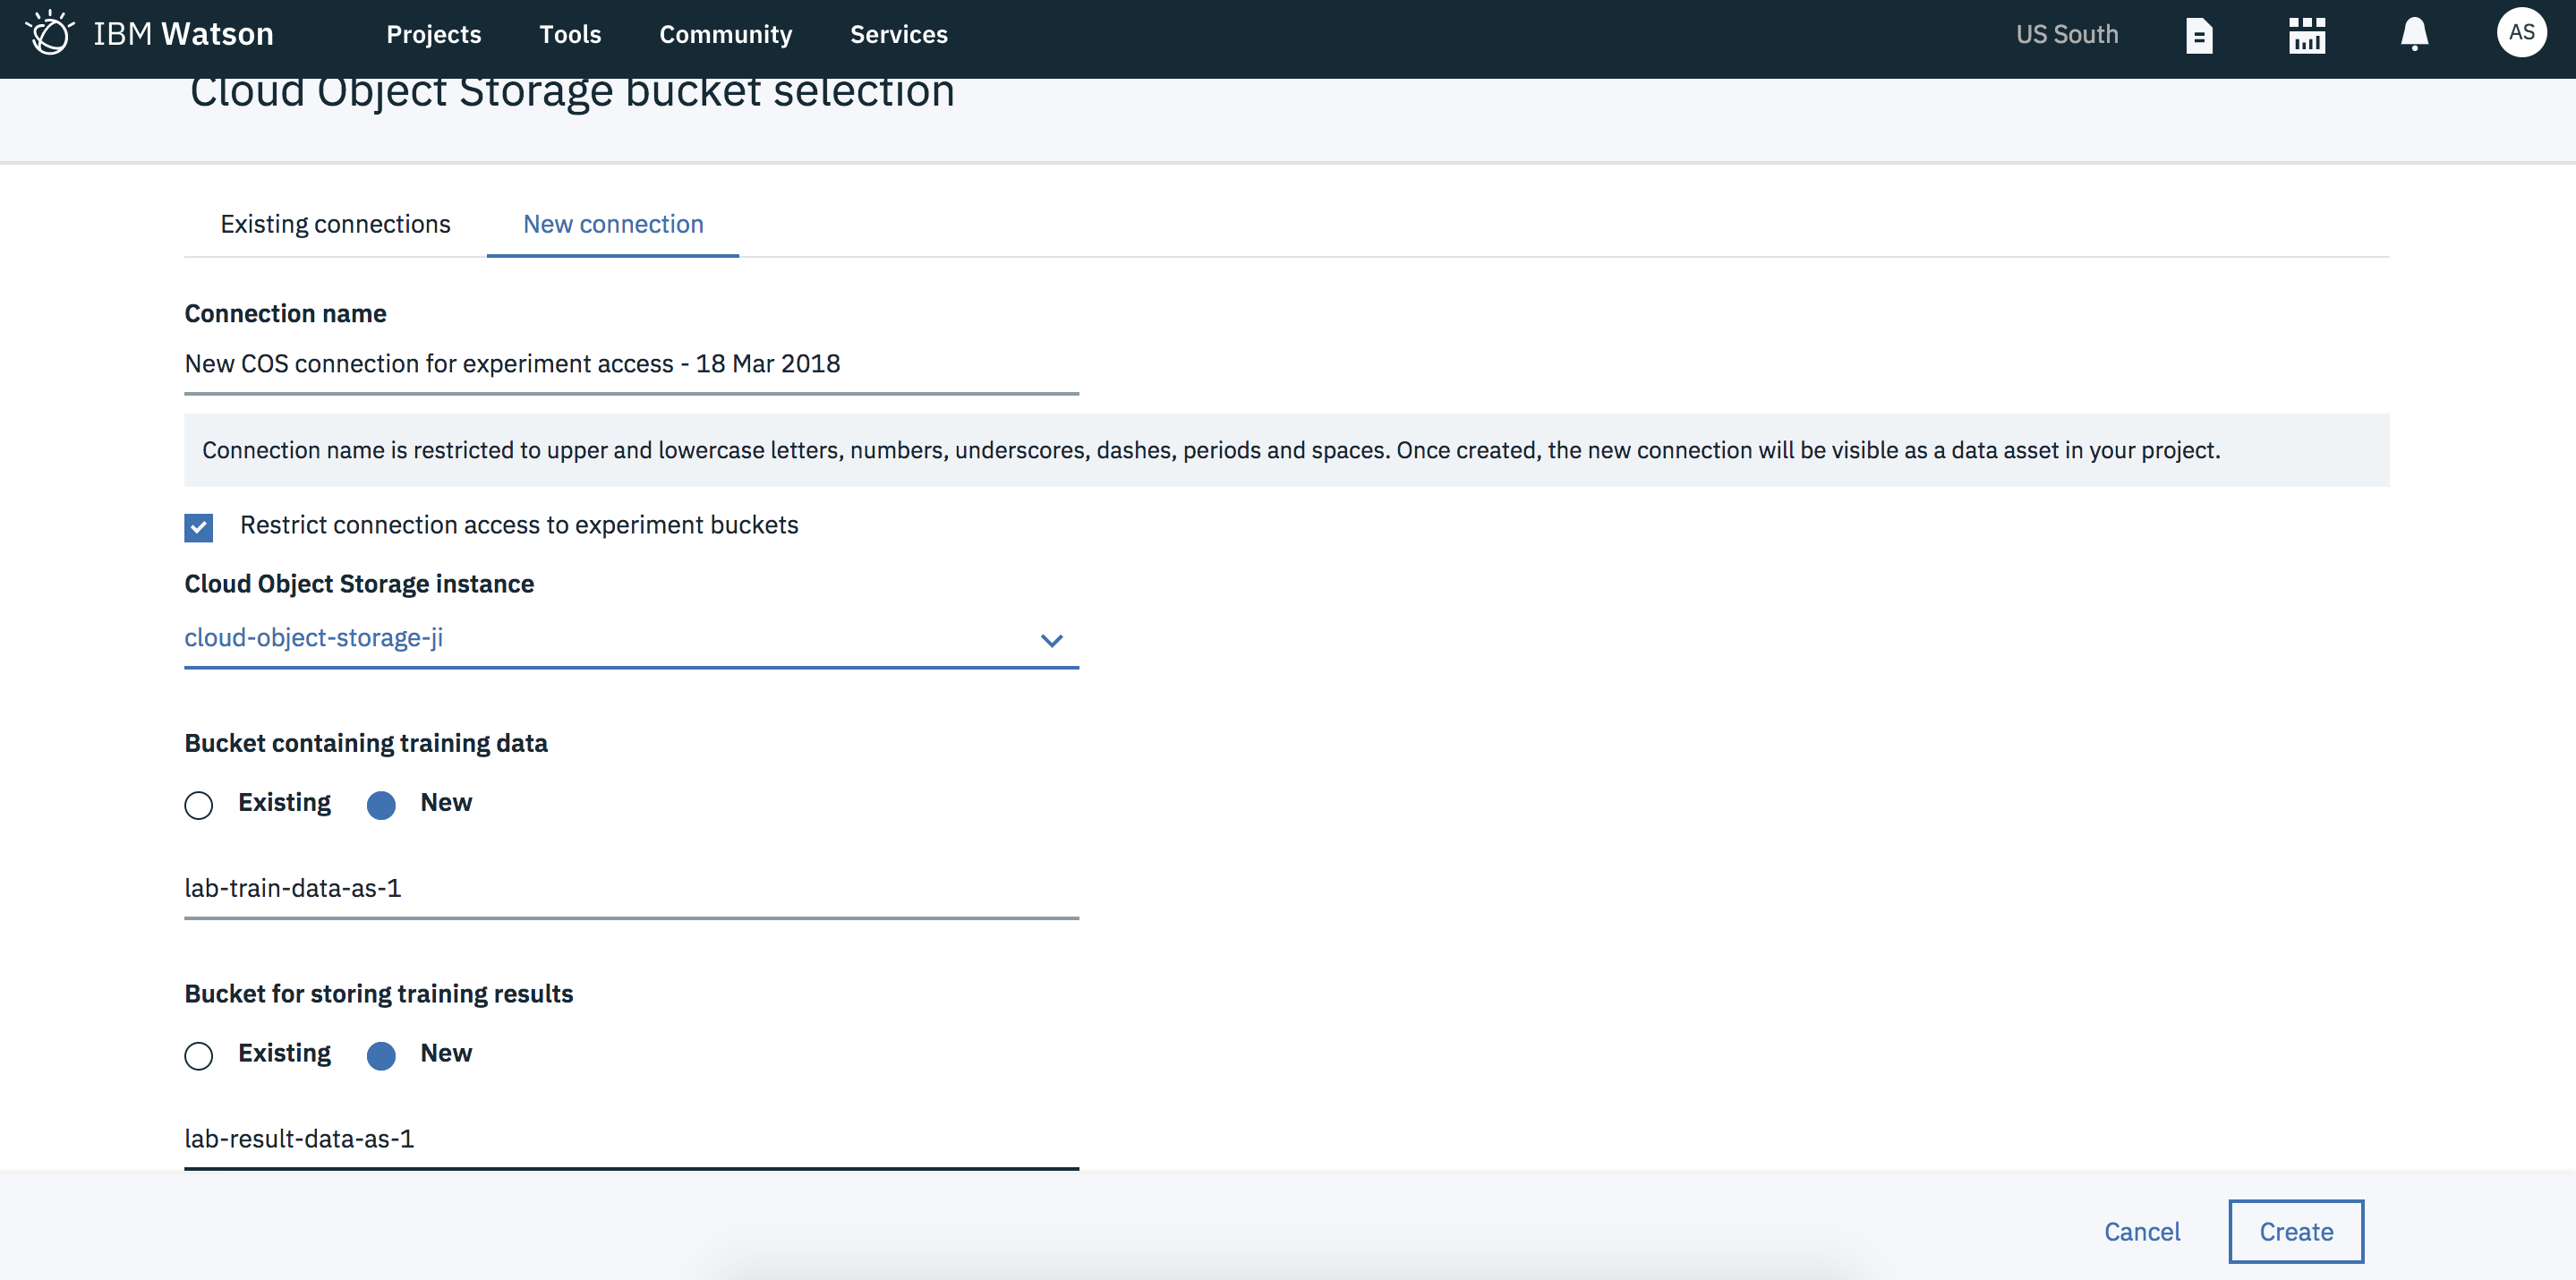 IBM Watson
Projects Tools Community Services
US South
AS
Cloud Object Storage bucket selection
Existing connections New connection
Connection name
New COS connection for experiment access - 18 Mar 2018
Connection name is restricted to upper and lowercase letters, numbers, underscores, dashes, periods and spaces. Once created, the new connection will be visible as a data asset in your project.
Restrict connection access to experiment buckets
Cloud Object Storage instance
cloud-object-storage-ji
Bucket containing training data
Existing New
lab-train-data-as-1
Bucket for storing training results
Existing New
lab-result-data-as-1
Cancel Create